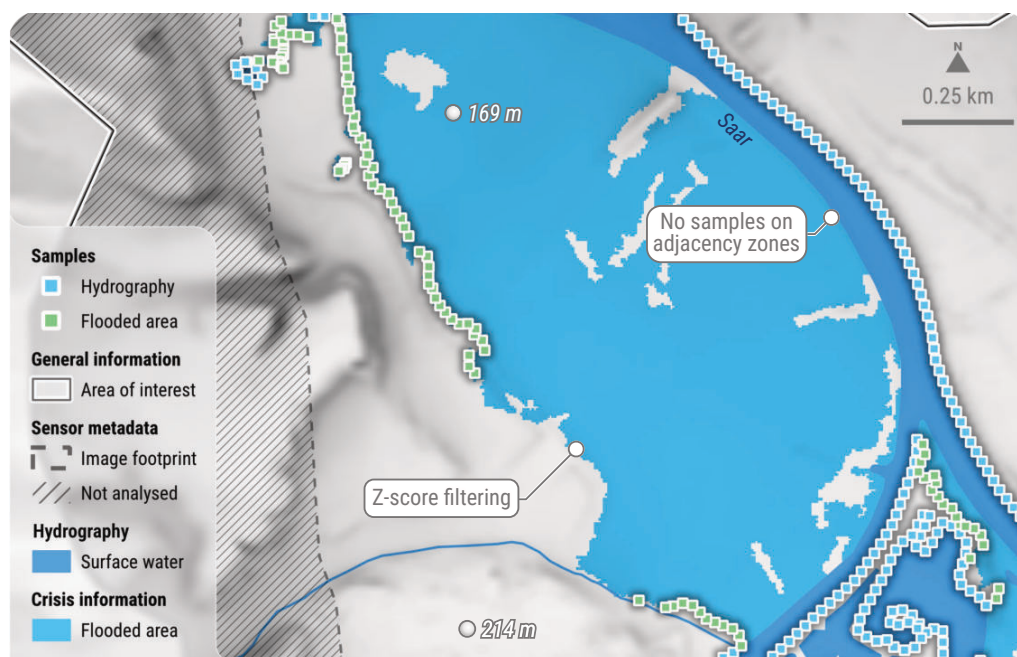 169 m
Saar
N
0.25 km
No samples on
adjacency zones
Samples
Hydrography
Flooded area
General information
Area of interest
Sensor metadata
Image footprint
Not analysed
Hydrography
Surface water
Crisis information
Flooded area
Z-score filtering
214 m